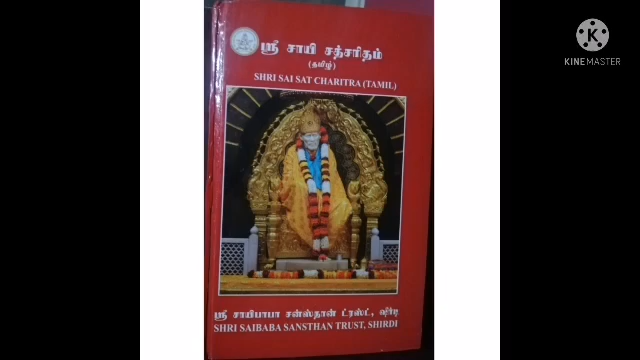 ஸ்ரீ சாயி சத்சரிதம்
(தமிழ்)
SHRI SAI SAT CHARITRA (TAMIL)
ஸ்ரீ சாயிபாபா சன்ஸ்தான் ட்ரஸ்ட், ஷிர்டி
SHRI SAIBABA SANSTHAN TRUST, SHIRDI
K
KINEMASTER